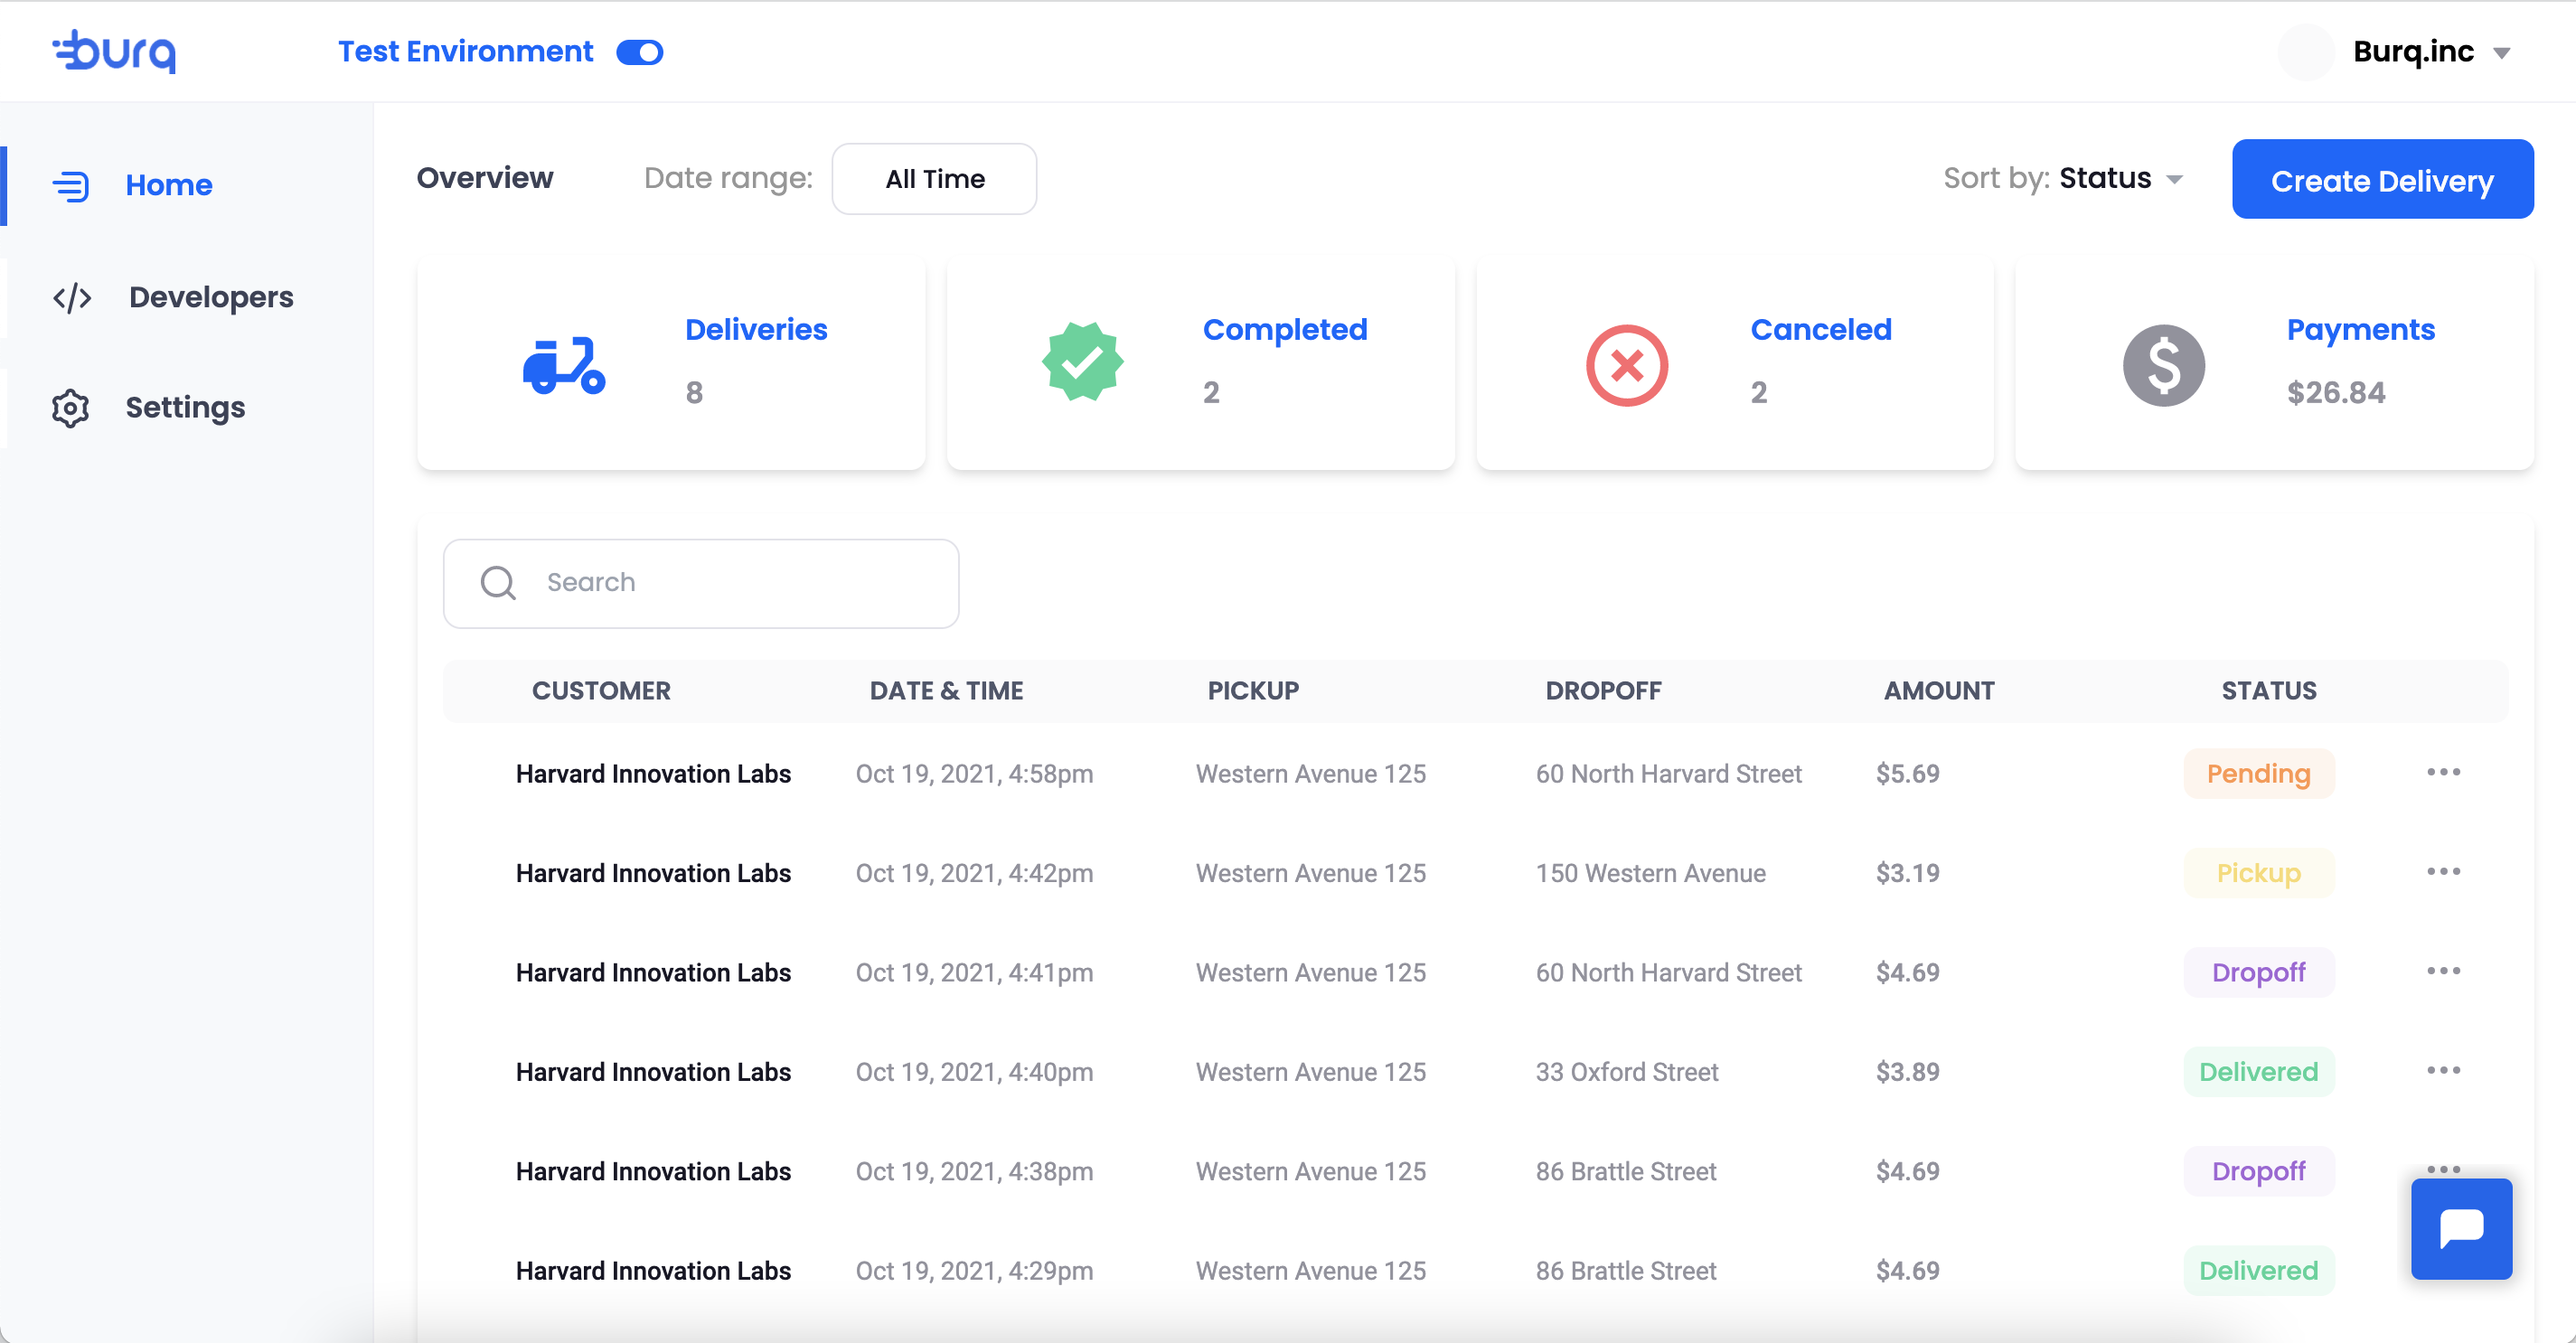 burq
Test Environment
Burq.inc
Home
Developers
Settings
Overview
Date range: All Time
Sort by: Status
Create Delivery
Deliveries
8
Completed
2
Canceled
2
Payments
$26.84
Search
CUSTOMER DATE & TIME PICKUP DROPOFF AMOUNT STATUS
Harvard Innovation Labs Oct 19, 2021, 4:58pm Western Avenue 125 60 North Harvard Street $5.69 Pending
Harvard Innovation Labs Oct 19, 2021, 4:42pm Western Avenue 125 150 Western Avenue $3.19 Pickup
Harvard Innovation Labs Oct 19, 2021, 4:41pm Western Avenue 125 60 North Harvard Street $4.69 Dropoff
Harvard Innovation Labs Oct 19, 2021, 4:40pm Western Avenue 125 33 Oxford Street $3.89 Delivered
Harvard Innovation Labs Oct 19, 2021, 4:38pm Western Avenue 125 86 Brattle Street $4.69 Dropoff
Harvard Innovation Labs Oct 19, 2021, 4:29pm Western Avenue 125 86 Brattle Street $4.69 Delivered